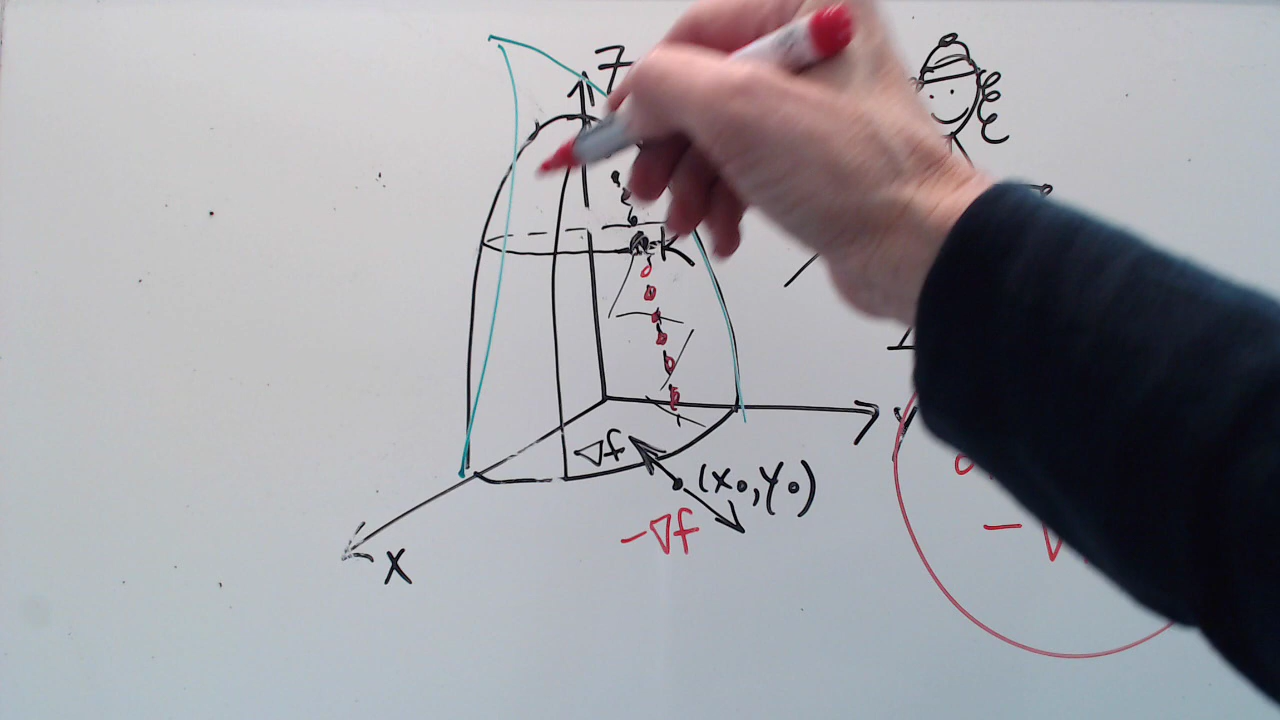 z
k
∇f
(x₀,y₀)
-∇f
x